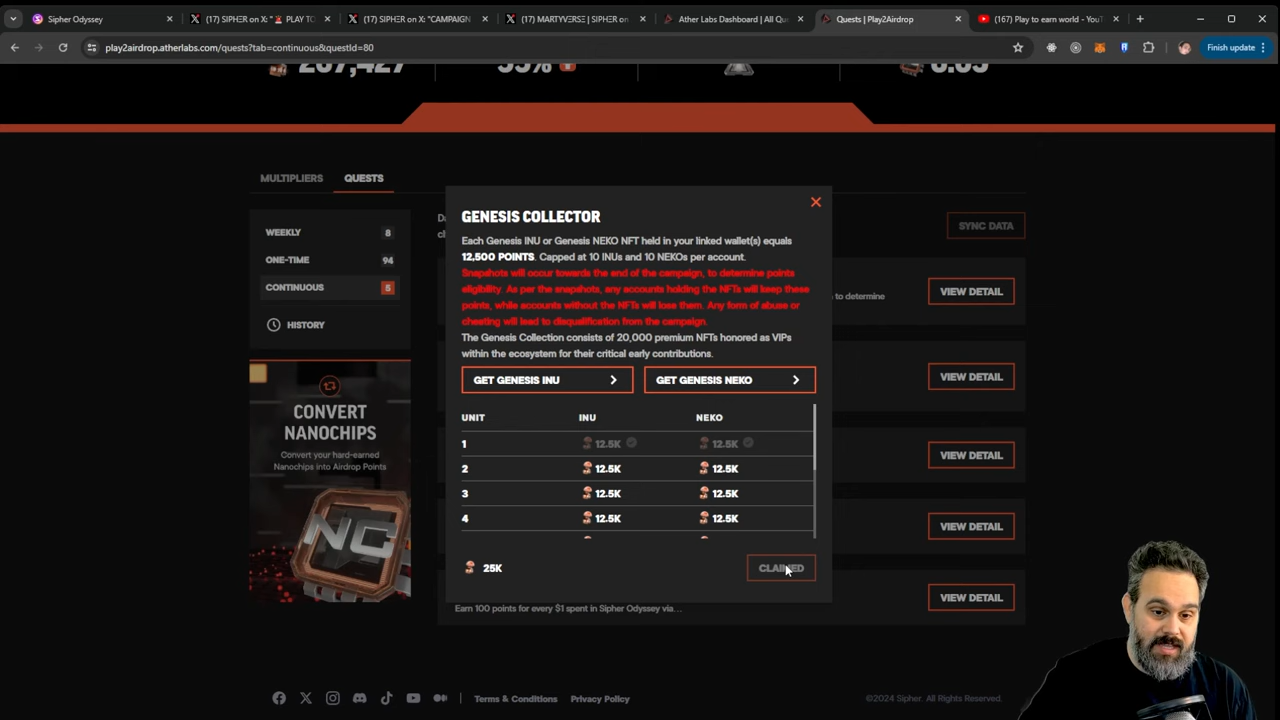 Sipher Odyssey
(17) SIPHER on X: "🚨 PLAY TO
(17) SIPHER on X: "CAMPAIGN
(17) MARTYVERSE | SIPHER on
Ather Labs Dashboard | All Qu
Quests | Play2Airdrop
(167) Play to earn world - YouT
play2airdrop.atherlabs.com/quests?tab=continuous&questId=80
Finish update
MULTIPLIERS
QUESTS
WEEKLY 8
ONE-TIME 94
CONTINUOUS 5
HISTORY
SYNC DATA
to determine
VIEW DETAIL
VIEW DETAIL
VIEW DETAIL
VIEW DETAIL
VIEW DETAIL
CONVERT
NANOCHIPS
Convert your hard-earned
Nanochips into Airdrop Points
NC
GENESIS COLLECTOR
Each Genesis INU or Genesis NEKO NFT held in your linked wallet(s) equals
12,500 POINTS. Capped at 10 INUs and 10 NEKOs per account.
Snapshots will occur towards the end of the campaign, to determine points
eligibility. As per the snapshots, any accounts holding the NFTs will keep these
points, while accounts without the NFTs will lose them. Any form of abuse or
cheating will lead to disqualification from the campaign.
The Genesis Collection consists of 20,000 premium NFTs honored as VIPs
within the ecosystem for their critical early contributions.
GET GENESIS INU
GET GENESIS NEKO
UNIT INU NEKO
1 12.5K 12.5K
2 12.5K 12.5K
3 12.5K 12.5K
4 12.5K 12.5K
25K
CLAIMED
Earn 100 points for every $1 spent in Sipher Odyssey via...
Terms & Conditions
Privacy Policy
©2024 Sipher. All Rights Reserved.